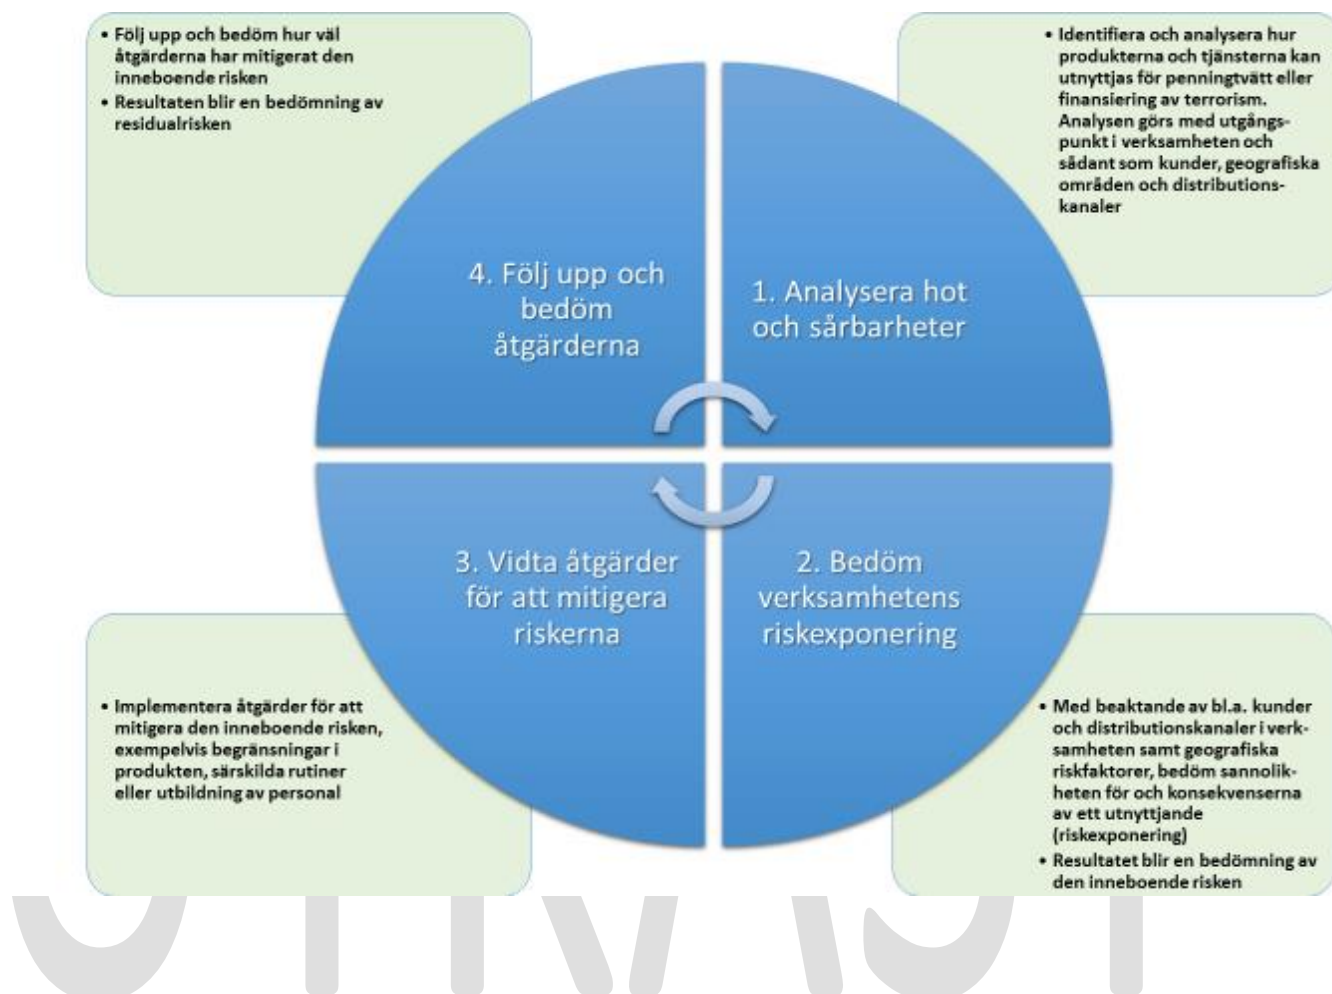 • Följ upp och bedöm hur väl
åtgärderna har mitigerat den
inneboende risken
• Resultaten blir en bedömning av
residualrisken
• Identifiera och analysera hur
produkterna och tjänsterna kan
utnyttjas för penningtvätt eller
finansiering av terrorism.
Analysen görs med utgångs-
punkt i verksamheten och
sådant som kunder, geografiska
områden och distributions-
kanaler
4. Följ upp och
bedöm
åtgärderna
1. Analysera hot
och sårbarheter
3. Vidta åtgärder
för att mitigera
riskerna
2. Bedöm
verksamhetens
riskexponering
• Implementera åtgärder för att
mitigera den inneboende risken,
exempelvis begränsningar i
produkten, särskilda rutiner
eller utbildning av personal
• Med beaktande av bl.a. kunder
och distributionskanaler i verk-
samheten samt geografiska
riskfaktorer, bedöm sannolik-
heten för och konsekvenserna
av ett utnyttjande
(riskexponering)
• Resultatet blir en bedömning av
den inneboende risken